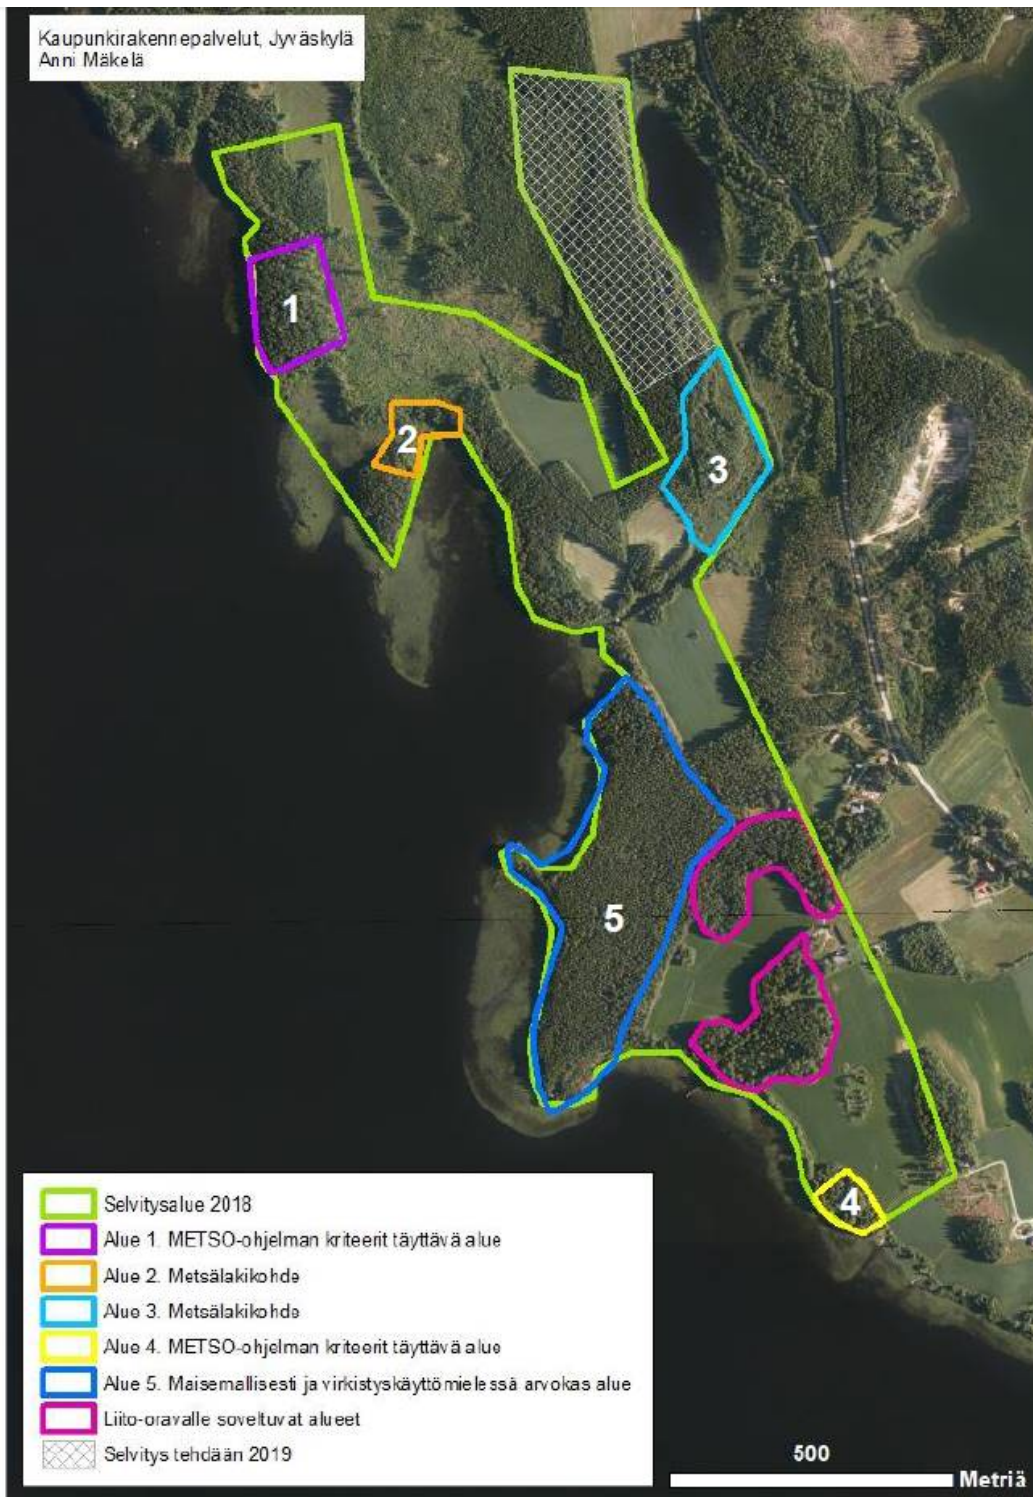 Kaupunkirakennepalvelut, Jyväskylä
Anni Mäkelä
1
2
3
5
4
Selvitysalue 2018
Alue 1. METSO-ohjelman kriteerit täyttävä alue
Alue 2. Metsälakikohde
Alue 3. Metsälakikohde
Alue 4. METSO-ohjelman kriteerit täyttävä alue
Alue 5. Maisemallisesti ja virkistyskäyttömielessä arvokas alue
Liito-oravalle soveltuvat alueet
Selvitys tehdään 2019
500
Metriä